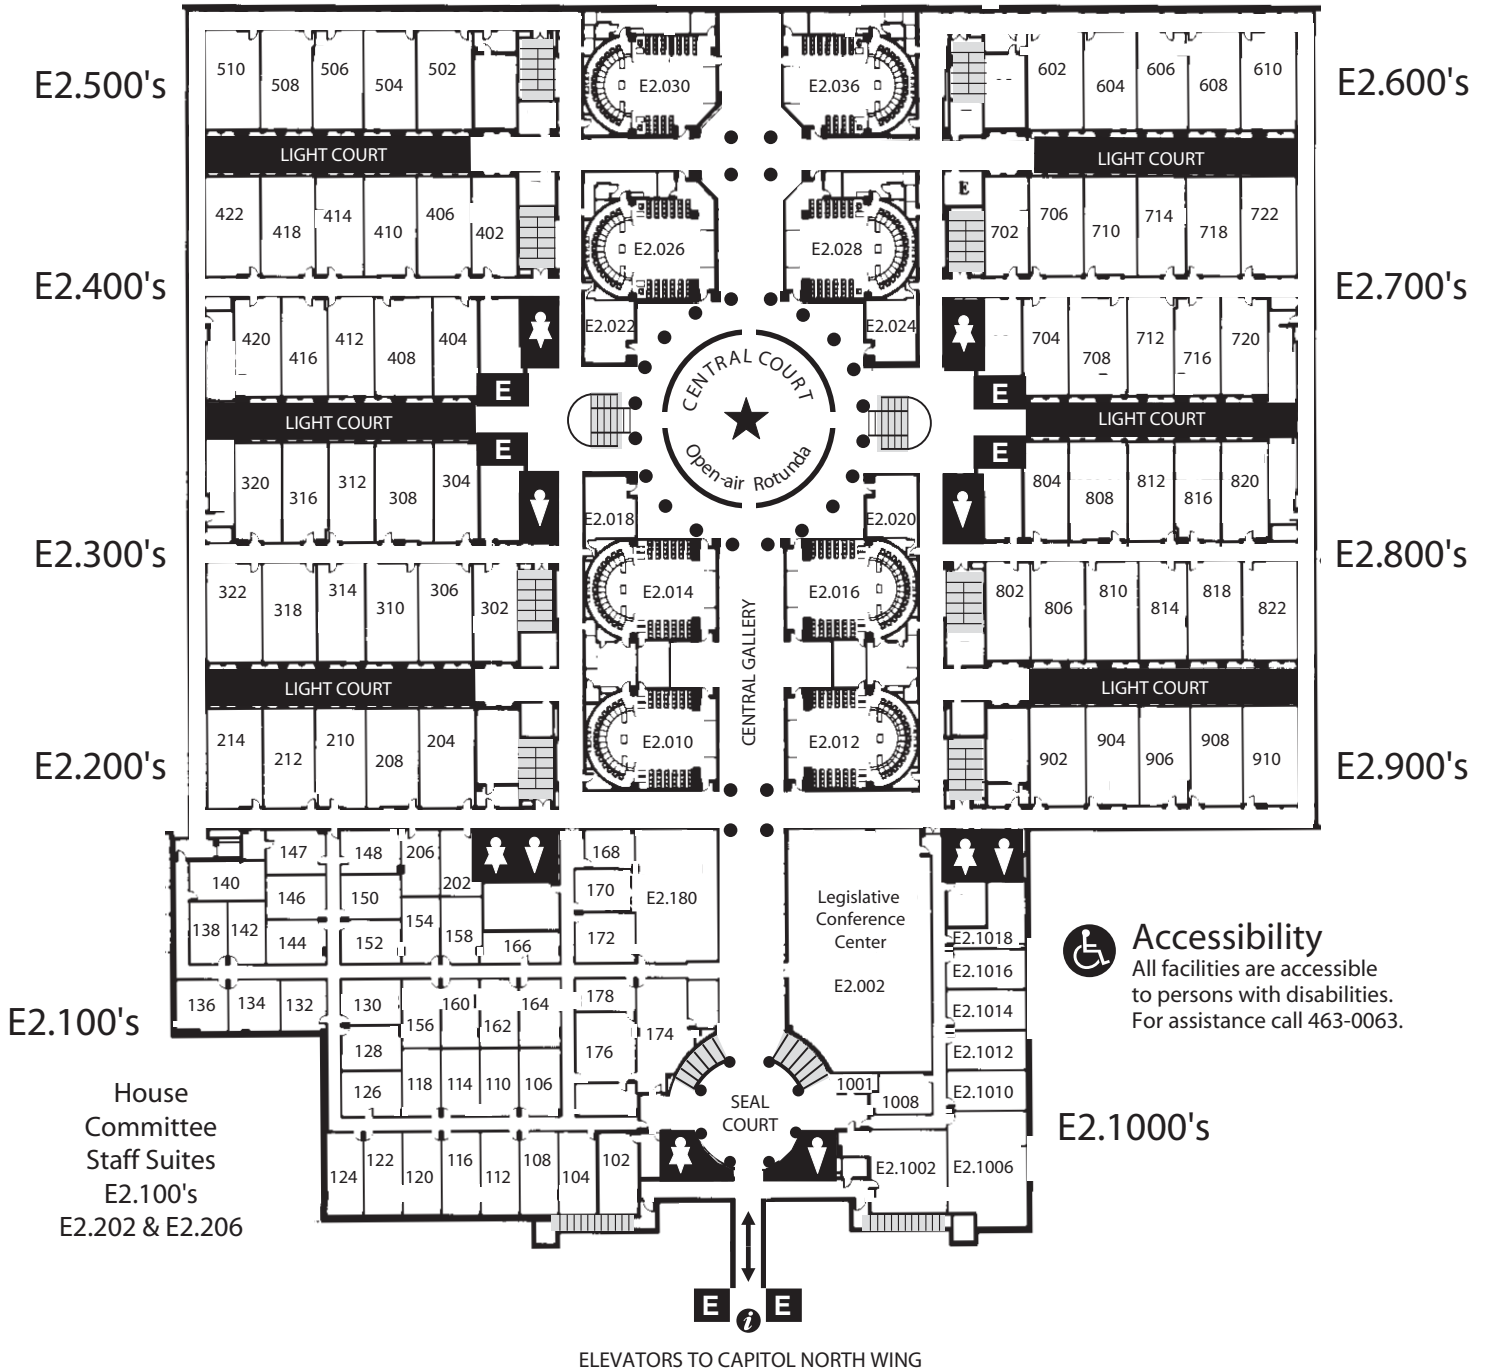 E2.500's
510
508
506
504
502
E2.030
E2.036
602
604
606
608
610
E2.600's
LIGHT COURT
LIGHT COURT
422
418
414
410
406
402
E2.026
E2.028
E
702
706
710
714
718
722
E2.400's
E2.700's
420
416
412
408
404
E2.022
E2.024
704
708
712
716
720
E
E
LIGHT COURT
CENTRAL COURT
Open-air Rotunda
LIGHT COURT
E
E
320
316
312
308
304
E2.018
E2.020
804
808
812
816
820
E2.300's
E2.800's
322
318
314
310
306
302
E2.014
E2.016
802
806
810
814
818
822
CENTRAL GALLERY
LIGHT COURT
LIGHT COURT
214
212
210
208
204
E2.010
E2.012
902
904
906
908
910
E2.200's
E2.900's
147
148
206
168
140
146
150
202
170
E2.180
138
142
144
152
154
158
166
172
Legislative
Conference
Center
E2.002
E2.1018
E2.1016
E2.1014
E2.1012
E2.1010
Accessibility
All facilities are accessible
to persons with disabilities.
For assistance call 463-0063.
E2.100's
136
134
132
130
160
164
178
156
162
174
128
176
126
118
114
110
106
SEAL
COURT
1001
1008
E2.1000's
House
Committee
Staff Suites
E2.100's
E2.202 & E2.206
124
122
120
116
112
108
104
102
E2.1002
E2.1006
E
i
E
ELEVATORS TO CAPITOL NORTH WING